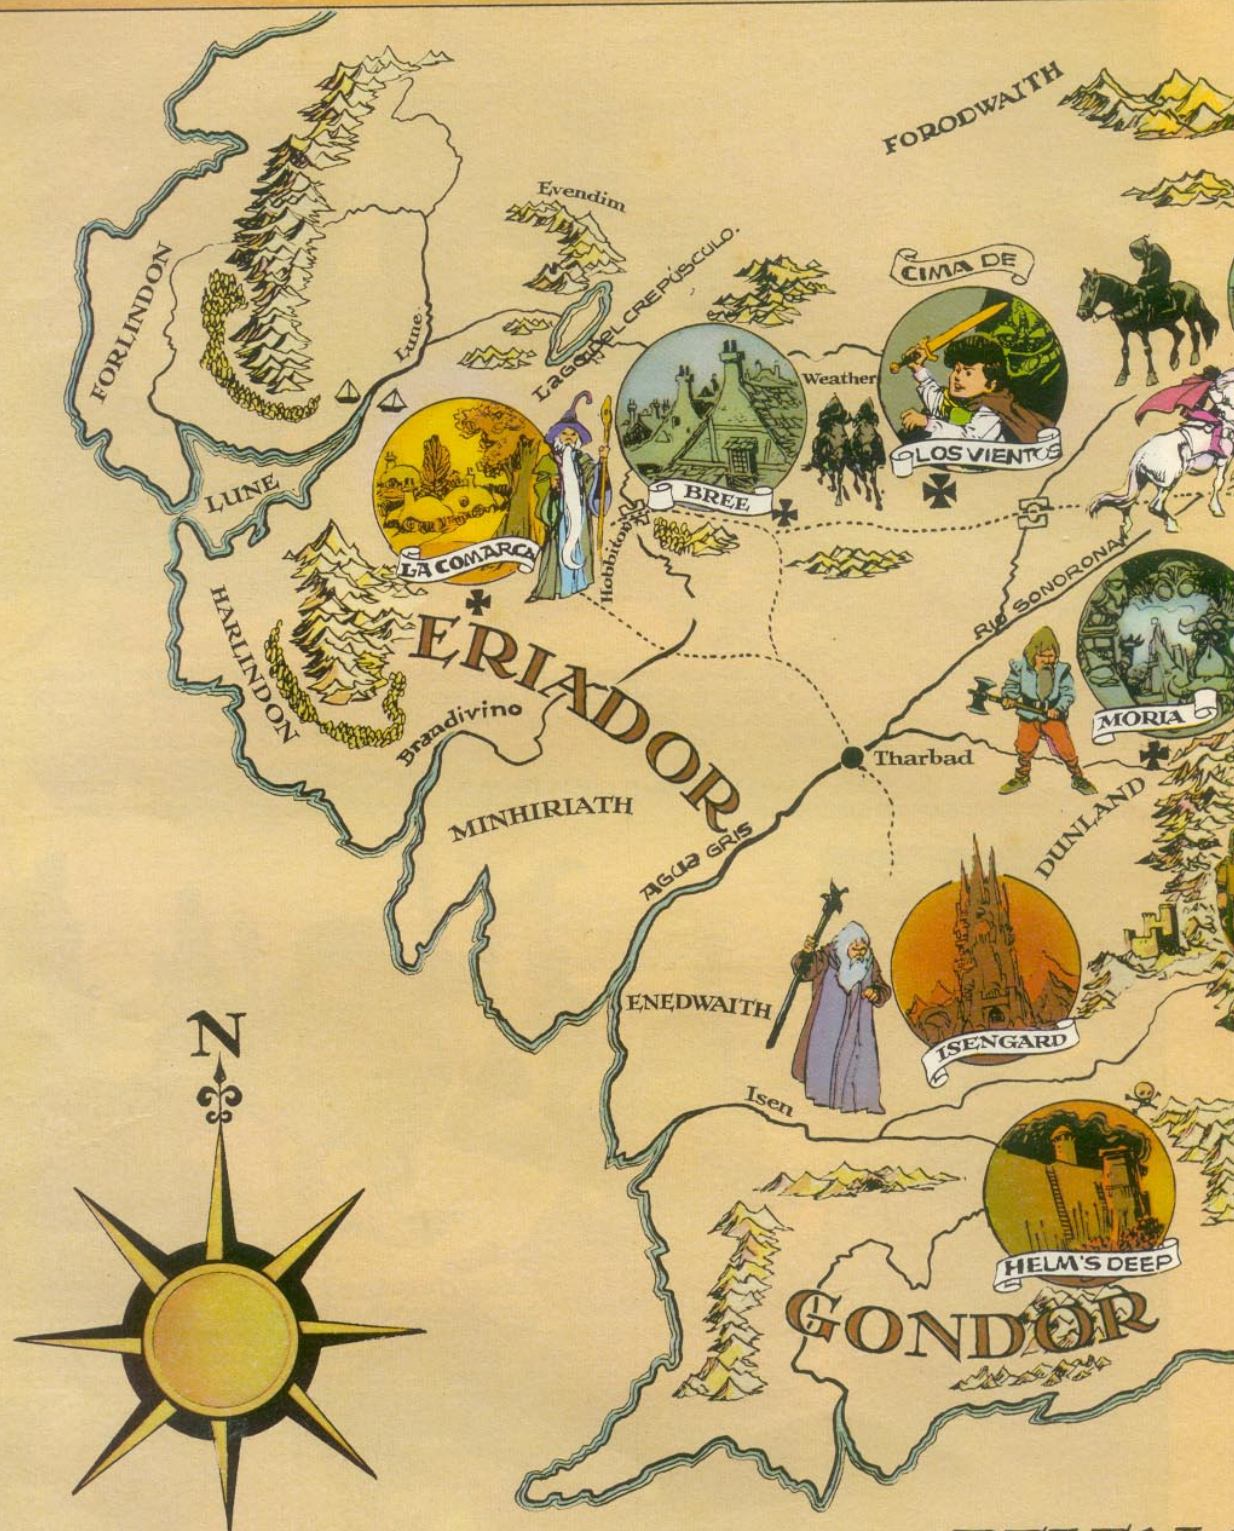 FORODWAITH
Evendim
CIMA DE
LAGO DEL CREPÚSCULO.
FORLINDON
Lune
Weather
LOS VIENTOS
LUNE
BREE
LA COMARCA
Hobbiton
RIO SONORONA
HARLINDON
ERIADOR
Brandivino
MORIA
Tharbad
MINHIRIATH
DUNLAND
AGUA GRIS
ENEDWAITH
N
ISENGARD
Isen
HELM'S DEEP
GONDOR